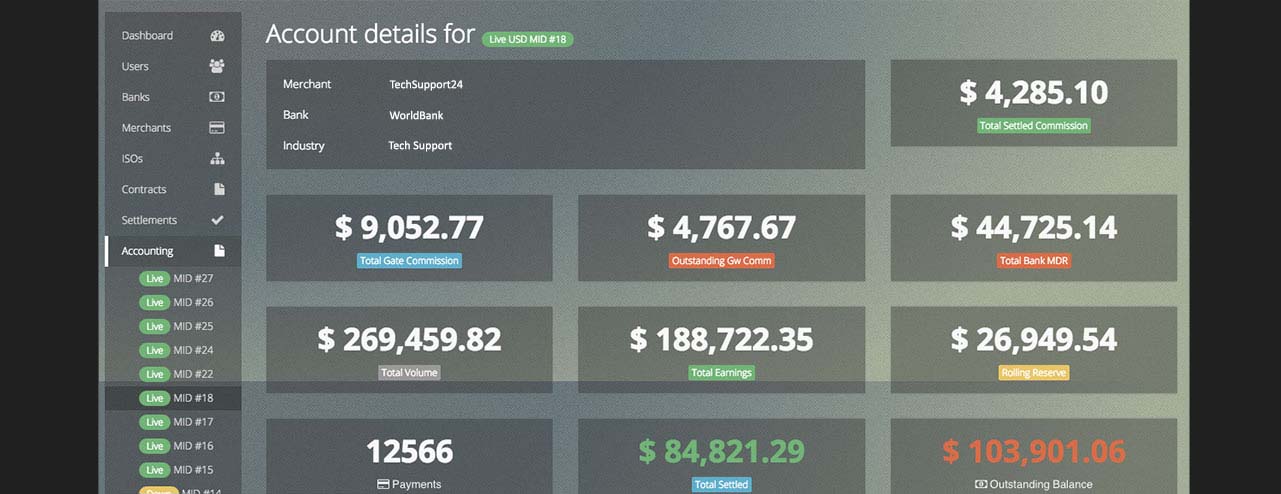 Dashboard
Users
Banks
Merchants
ISOs
Contracts
Settlements
Accounting
Live MID #27
Live MID #26
Live MID #25
Live MID #24
Live MID #22
Live MID #18
Live MID #17
Live MID #16
Live MID #15
Down MID #14
Account details for Live USD MID #18
Merchant TechSupport24
Bank WorldBank
Industry Tech Support
$ 4,285.10
Total Settled Commission
$ 9,052.77
Total Gate Commission
$ 4,767.67
Outstanding Gw Comm
$ 44,725.14
Total Bank MDR
$ 269,459.82
Total Volume
$ 188,722.35
Total Earnings
$ 26,949.54
Rolling Reserve
12566
Payments
$ 84,821.29
Total Settled
$ 103,901.06
Outstanding Balance